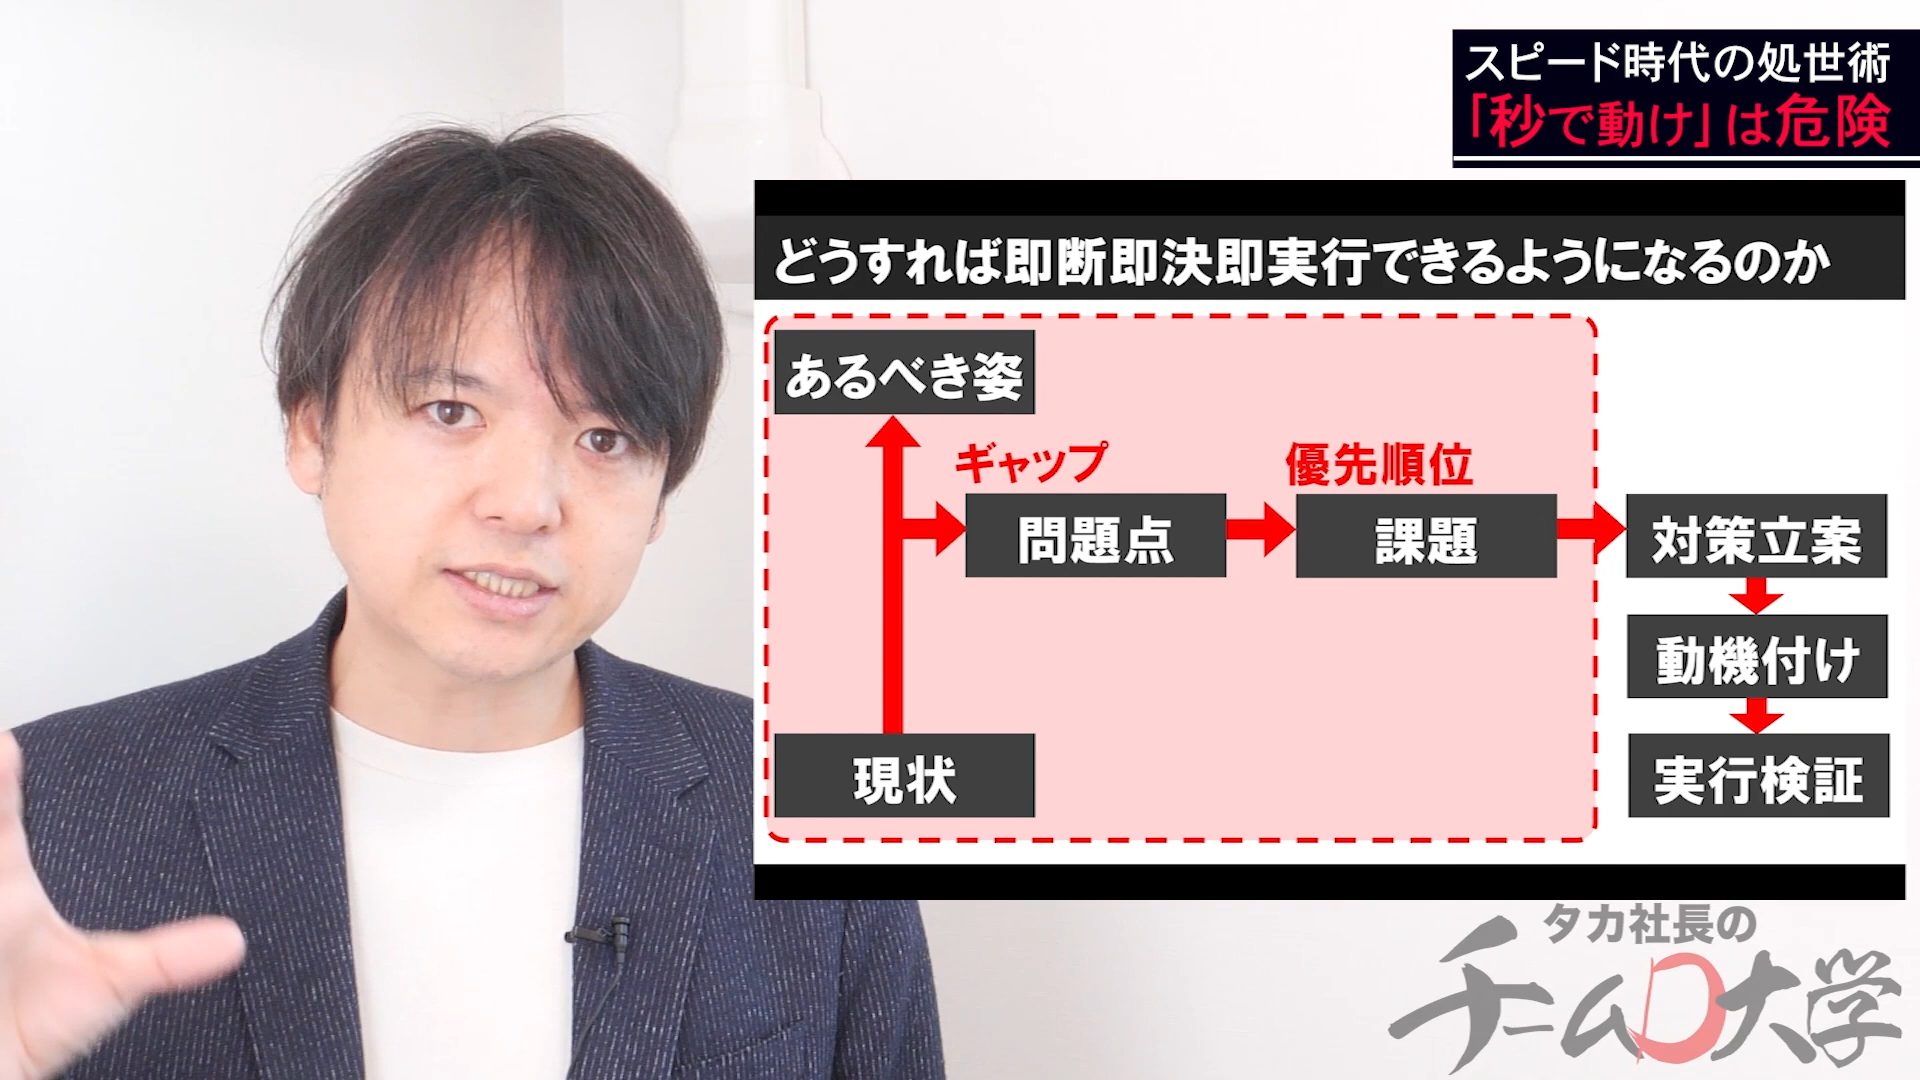 スピード時代の処世術
「秒で動け」は危険
どうすれば即断即決即実行できるようになるのか
あるべき姿
ギャップ
優先順位
問題点
課題
対策立案
動機付け
現状
実行検証
タカ社長の
チームD大学